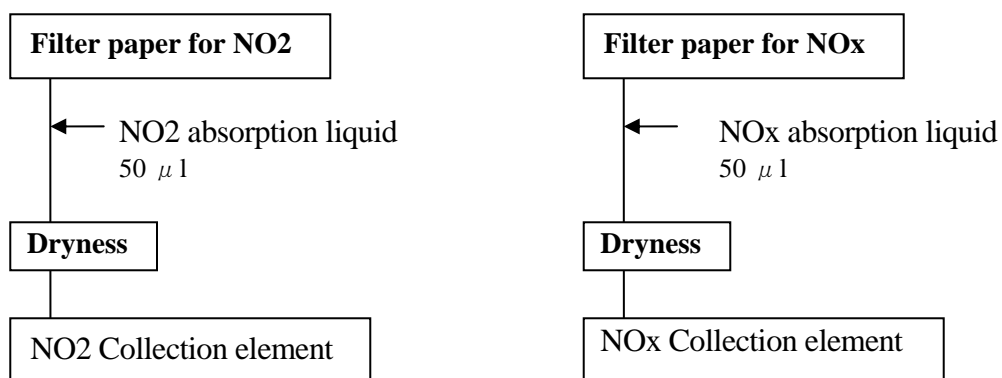 Filter paper for NO2
NO2 absorption liquid
50 μl
Dryness
NO2 Collection element
Filter paper for NOx
NOx absorption liquid
50 μl
Dryness
NOx Collection element